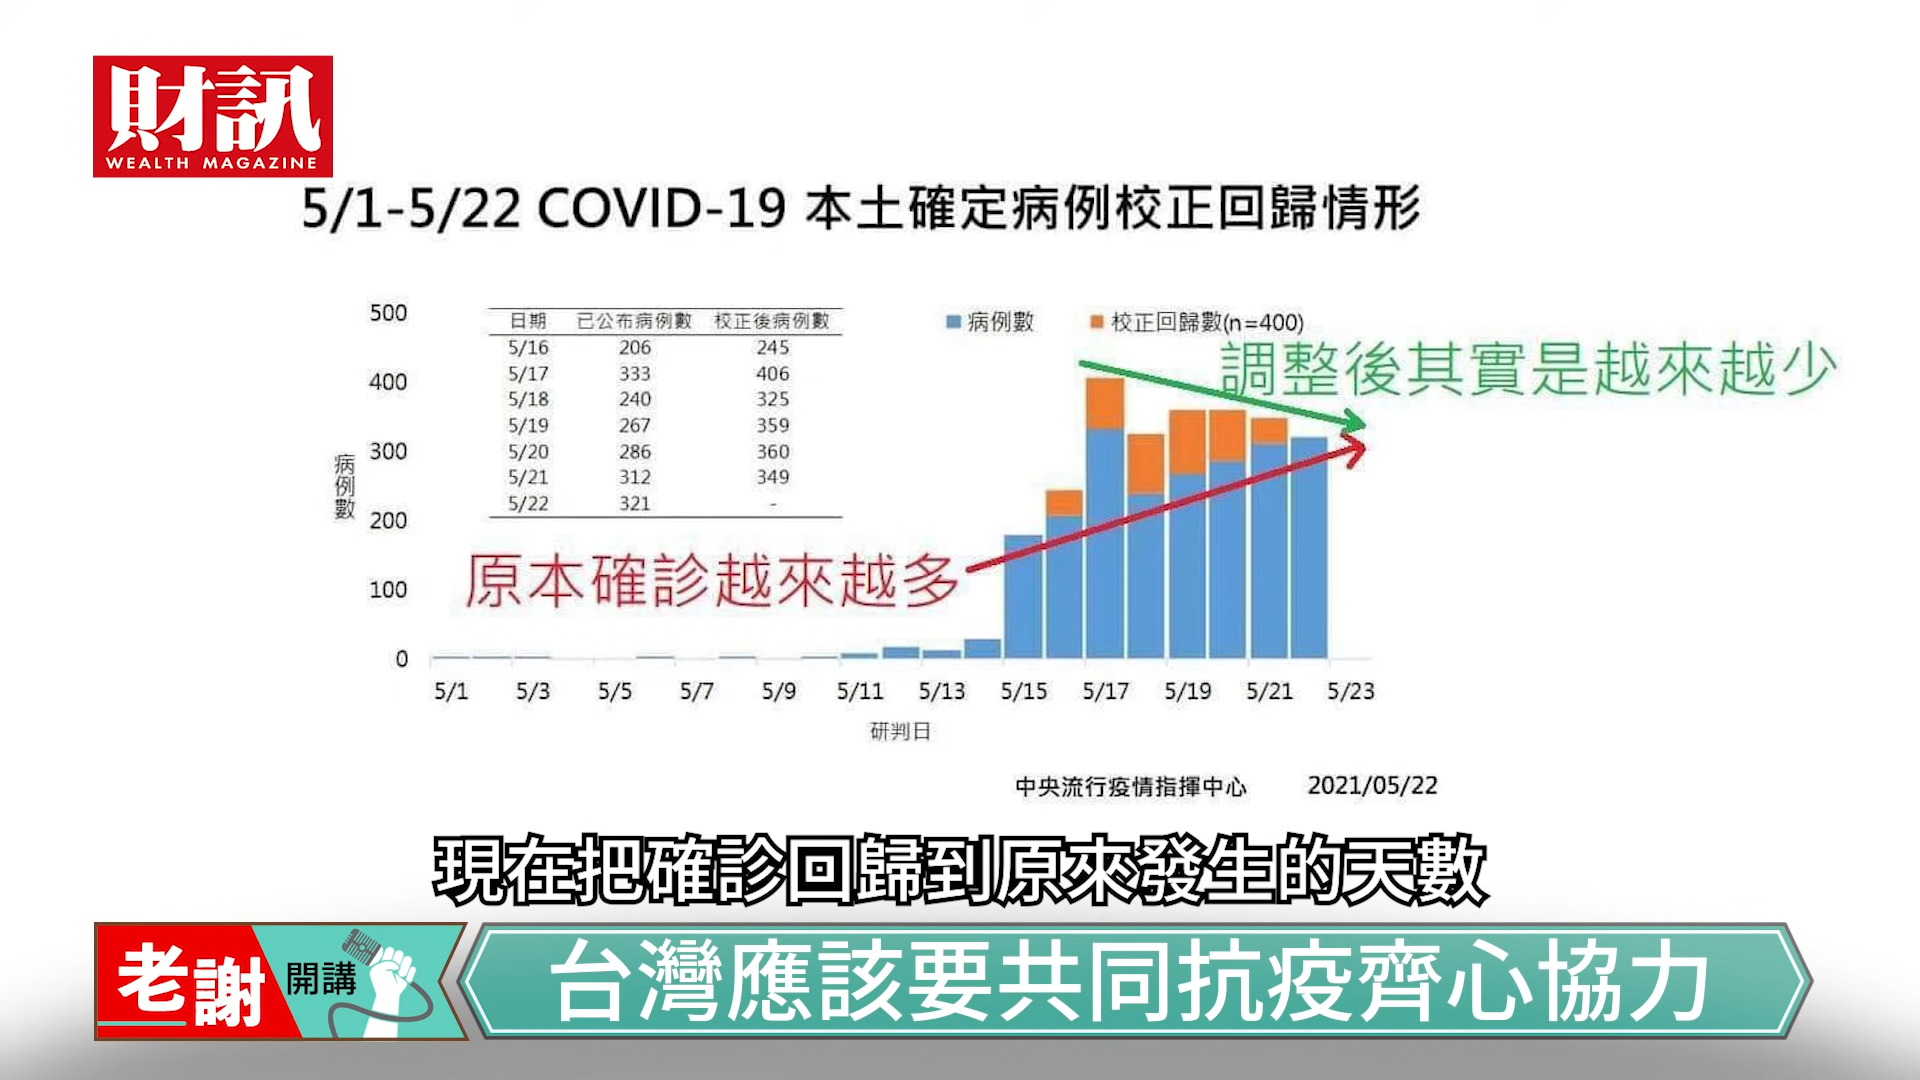 財訊
WEALTH MAGAZINE
5/1-5/22 COVID-19 本土確定病例校正回歸情形
日期 已公布病例數 校正後病例數
5/16 206 245
5/17 333 406
5/18 240 325
5/19 267 359
5/20 286 360
5/21 312 349
5/22 321 -
病例數 校正回歸數(n=400)
調整後其實是越來越少
原本確診越來越多
病例數
500
400
300
200
100
0
5/1 5/3 5/5 5/7 5/9 5/11 5/13 5/15 5/17 5/19 5/21 5/23
研判日
中央流行疫情指揮中心 2021/05/22
現在把確診回歸到原來發生的天數
老謝 開講
台灣應該要共同抗疫齊心協力